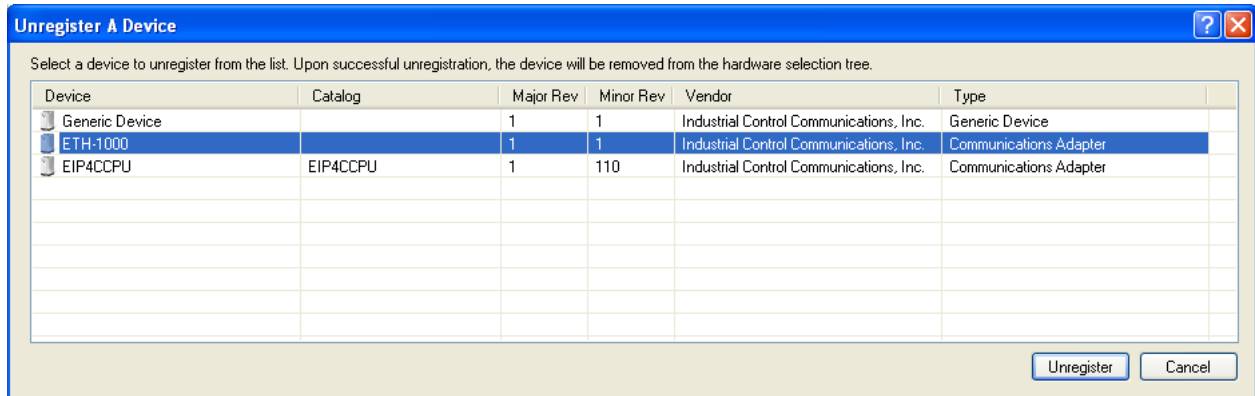 Unregister A Device
Select a device to unregister from the list. Upon successful unregistration, the device will be removed from the hardware selection tree.
Device Catalog Major Rev Minor Rev Vendor Type
Generic Device 1 1 Industrial Control Communications, Inc. Generic Device
ETH-1000 1 1 Industrial Control Communications, Inc. Communications Adapter
EIP4CCPU EIP4CCPU 1 110 Industrial Control Communications, Inc. Communications Adapter
Unregister Cancel